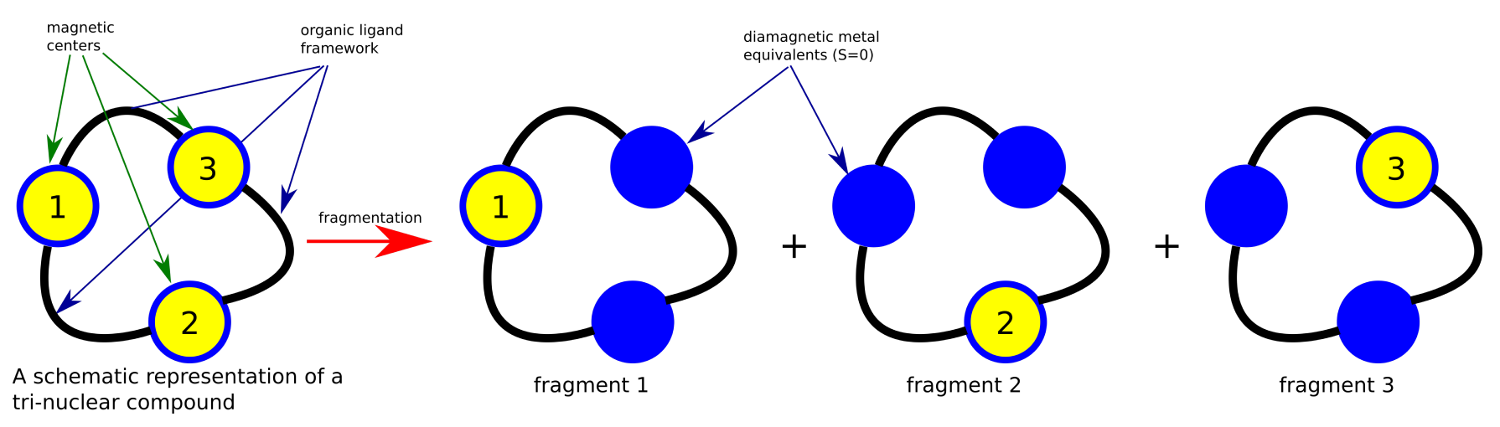 magnetic
centers
organic ligand
framework
diamagnetic metal
equivalents (S=0)
1
3
2
fragmentation
1
+
2
+
3
A schematic representation of a
tri-nuclear compound
fragment 1
fragment 2
fragment 3